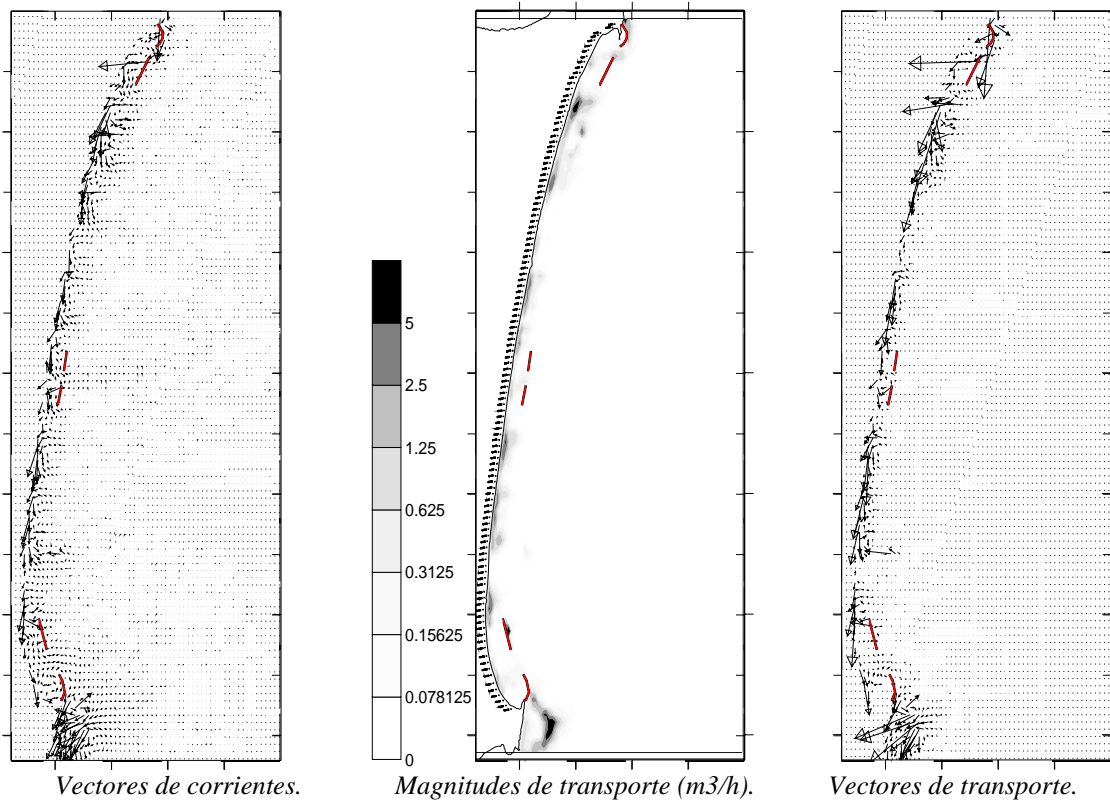 5
2.5
1.25
0.625
0.3125
0.15625
0.078125
0
Vectores de corrientes.
Magnitudes de transporte (m3/h).
Vectores de transporte.